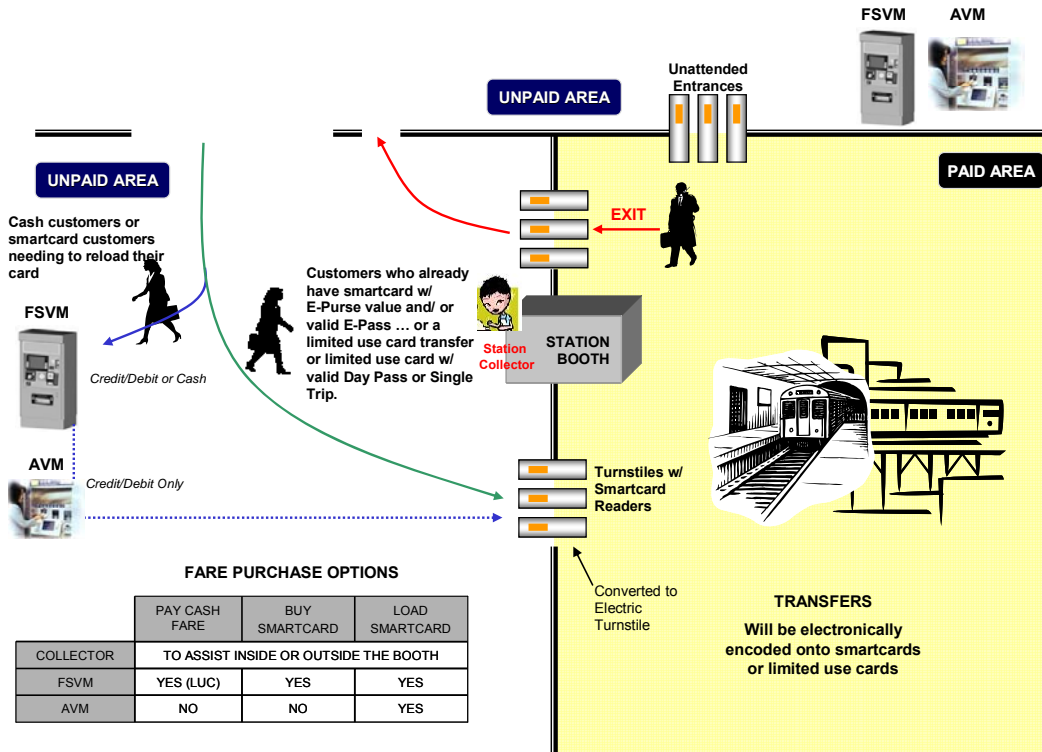 FSVM
AVM
Unattended
Entrances
UNPAID AREA
UNPAID AREA
PAID AREA
Cash customers or
smartcard customers
needing to reload their
card
EXIT
Customers who already
have smartcard w/
E-Purse value and/ or
valid E-Pass … or a
limited use card transfer
or limited use card w/
valid Day Pass or Single
Trip.
FSVM
Station
Collector
STATION
BOOTH
Credit/Debit or Cash
AVM
Credit/Debit Only
Turnstiles w/
Smartcard
Readers
Converted to
Electric
Turnstile
TRANSFERS
Will be electronically
encoded onto smartcards
or limited use cards
FARE PURCHASE OPTIONS
PAY CASH
FARE
BUY
SMARTCARD
LOAD
SMARTCARD
COLLECTOR
TO ASSIST INSIDE OR OUTSIDE THE BOOTH
FSVM
YES (LUC)
YES
YES
AVM
NO
NO
YES